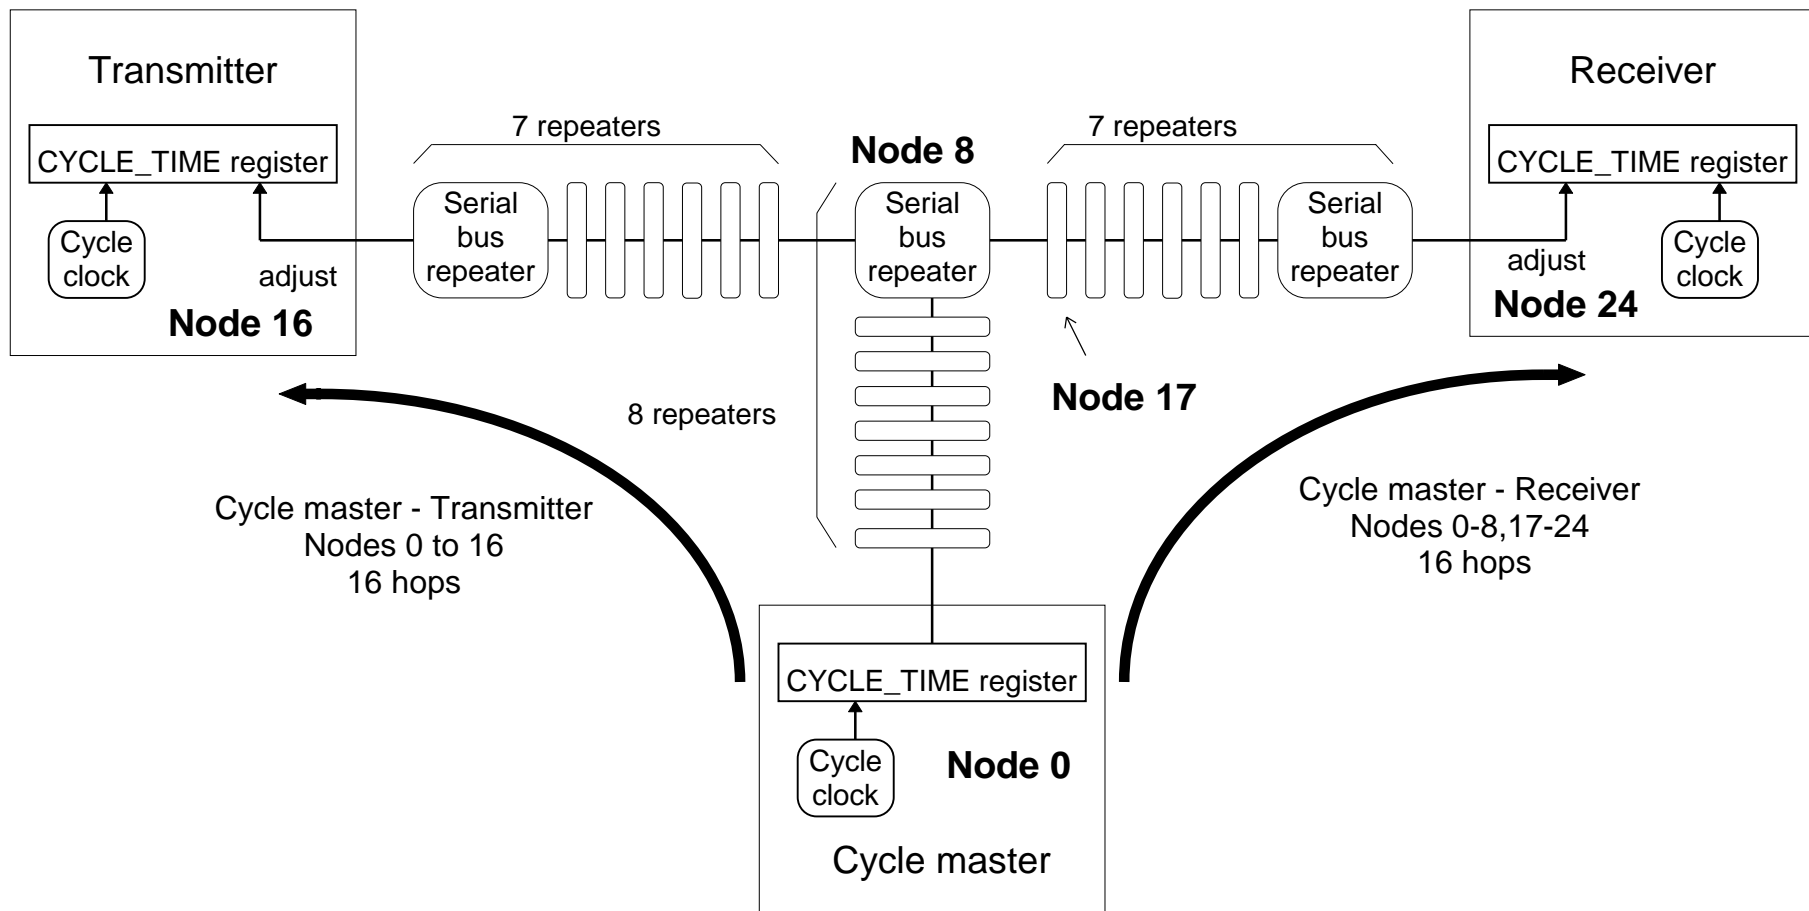 Transmitter
CYCLE_TIME register
Cycle
clock
adjust
Node 16
7 repeaters
Serial
bus
repeater
Node 8
Serial
bus
repeater
7 repeaters
Serial
bus
repeater
Node 17
8 repeaters
Receiver
CYCLE_TIME register
adjust
Cycle
clock
Node 24
Cycle master - Transmitter
Nodes 0 to 16
16 hops
Cycle master - Receiver
Nodes 0-8,17-24
16 hops
CYCLE_TIME register
Cycle
clock
Node 0
Cycle master